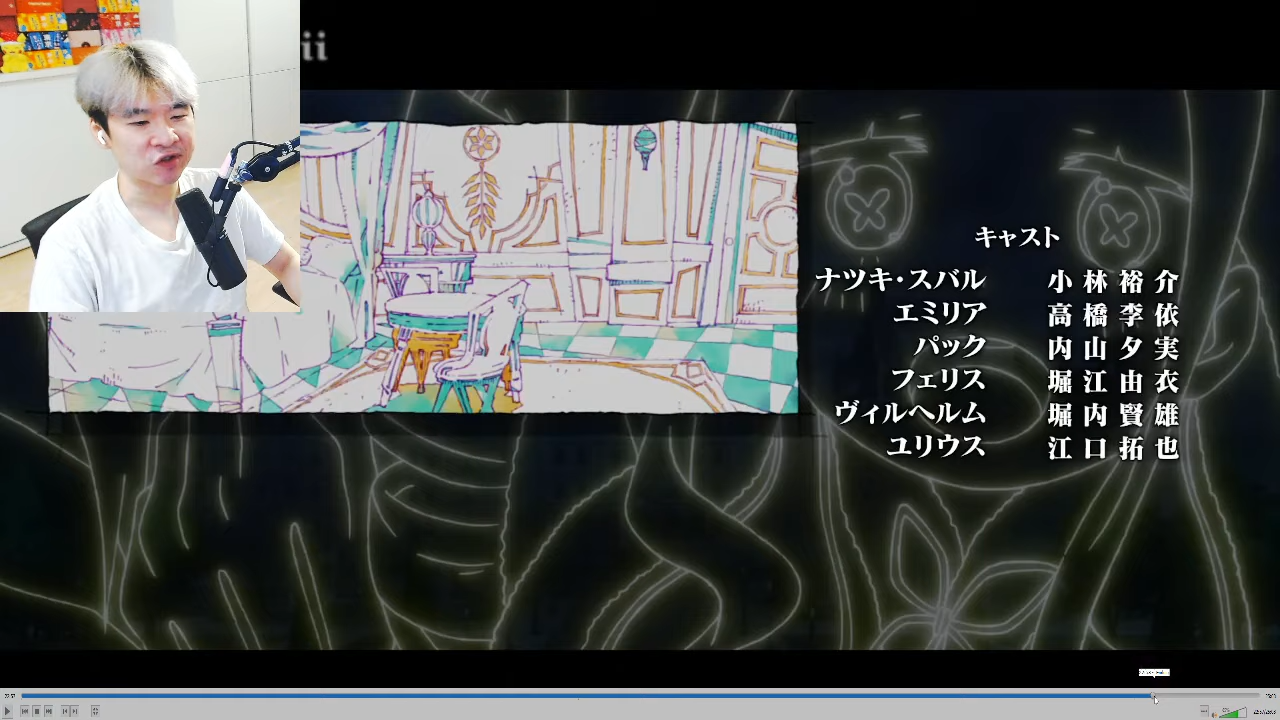 ii
キャスト
ナツキ・スバル 小林裕介
エミリア 高橋李依
パック 内山夕実
フェリス 堀江由衣
ヴィルヘルム 堀内賢雄
ユリウス 江口拓也